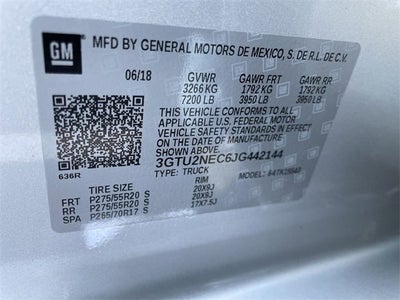 GM MFD BY GENERAL MOTORS DE MEXICO, S. DE R.L. DE C.V.
06/18 GVWR GAWR FRT GAWR RR
3266 KG 1792 KG 1792 KG
7200 LB 3950 LB 3950 LB
THIS VEHICLE CONFORMS TO ALL
APPLICABLE U.S. FEDERAL MOTOR
VEHICLE SAFETY STANDARDS IN EFFECT
ON THE DATE OF MANUFACTURE SHOWN ABOVE
3GTU2NEC6JG442144
636R
TYPE: TRUCK MODEL:
TIRE SIZE RIM
FRT P275/55R20 S 20X9J
RR P275/55R20 S 20X9J
SP P265/70R17 S 17X7.5J